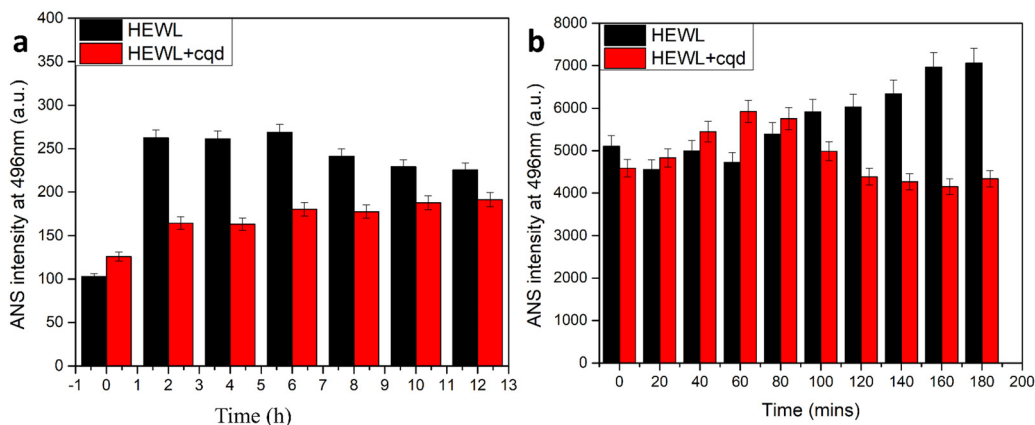 a
HEWL
HEWL+cqd
400
350
300
250
200
150
100
50
0
ANS intensity at 496nm (a.u.)
-1 0 1 2 3 4 5 6 7 8 9 10 11 12 13
Time (h)
b
HEWL
HEWL+cqd
8000
7000
6000
5000
4000
3000
2000
1000
0
ANS intensity at 496nm (a.u.)
0 20 40 60 80 100 120 140 160 180 200
Time (mins)